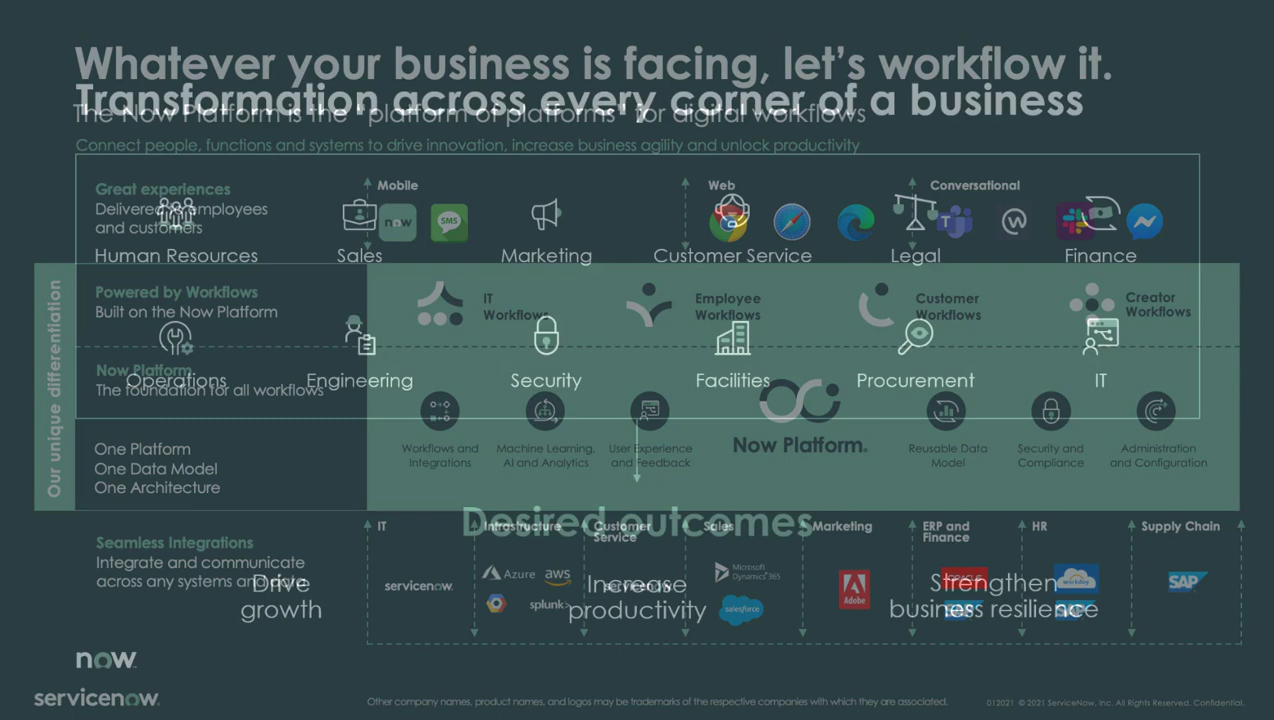 Whatever your business is facing, let's workflow it.
Transformation across every corner of a business
The Now Platform is the "platform of platforms" for digital workflows
Connect people, functions and systems to drive innovation, increase business agility and unlock productivity
Great experiences
Delivered to employees
and customers
Mobile
Web
Conversational
now
SMS
Human Resources
Sales
Marketing
Customer Service
Legal
Finance
Our unique differentiation
Powered by Workflows
Built on the Now Platform
IT
Workflows
Employee
Workflows
Customer
Workflows
Creator
Workflows
Now Platform
The foundation for all workflows
Operations
Engineering
Security
Facilities
Procurement
IT
One Platform
One Data Model
One Architecture
Workflows and
Integrations
Machine Learning,
AI and Analytics
User Experience
and Feedback
Now Platform.
Reusable Data
Model
Security and
Compliance
Administration
and Configuration
Desired outcomes
Seamless Integrations
Integrate and communicate
across any systems and data
IT
Infrastructure
Customer
Service
Sales
Marketing
ERP and
Finance
HR
Supply Chain
servicenow.
Azure
aws
splunk>
servicenow.
Microsoft
Dynamics 365
salesforce
Adobe
ORACLE
SAP
workday
SAP
SAP
Drive
growth
Increase
productivity
Strengthen
business resilience
now
servicenow.
Other company names, product names, and logos may be trademarks of the respective companies with which they are associated.
012021 © 2021 ServiceNow, Inc. All Rights Reserved. Confidential.